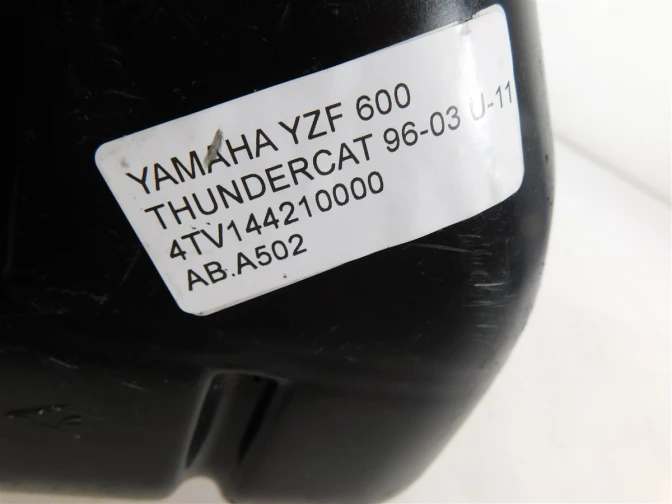 YAMAHA YZF 600
THUNDERCAT 96-03 U-11
4TV144210000
AB.A502